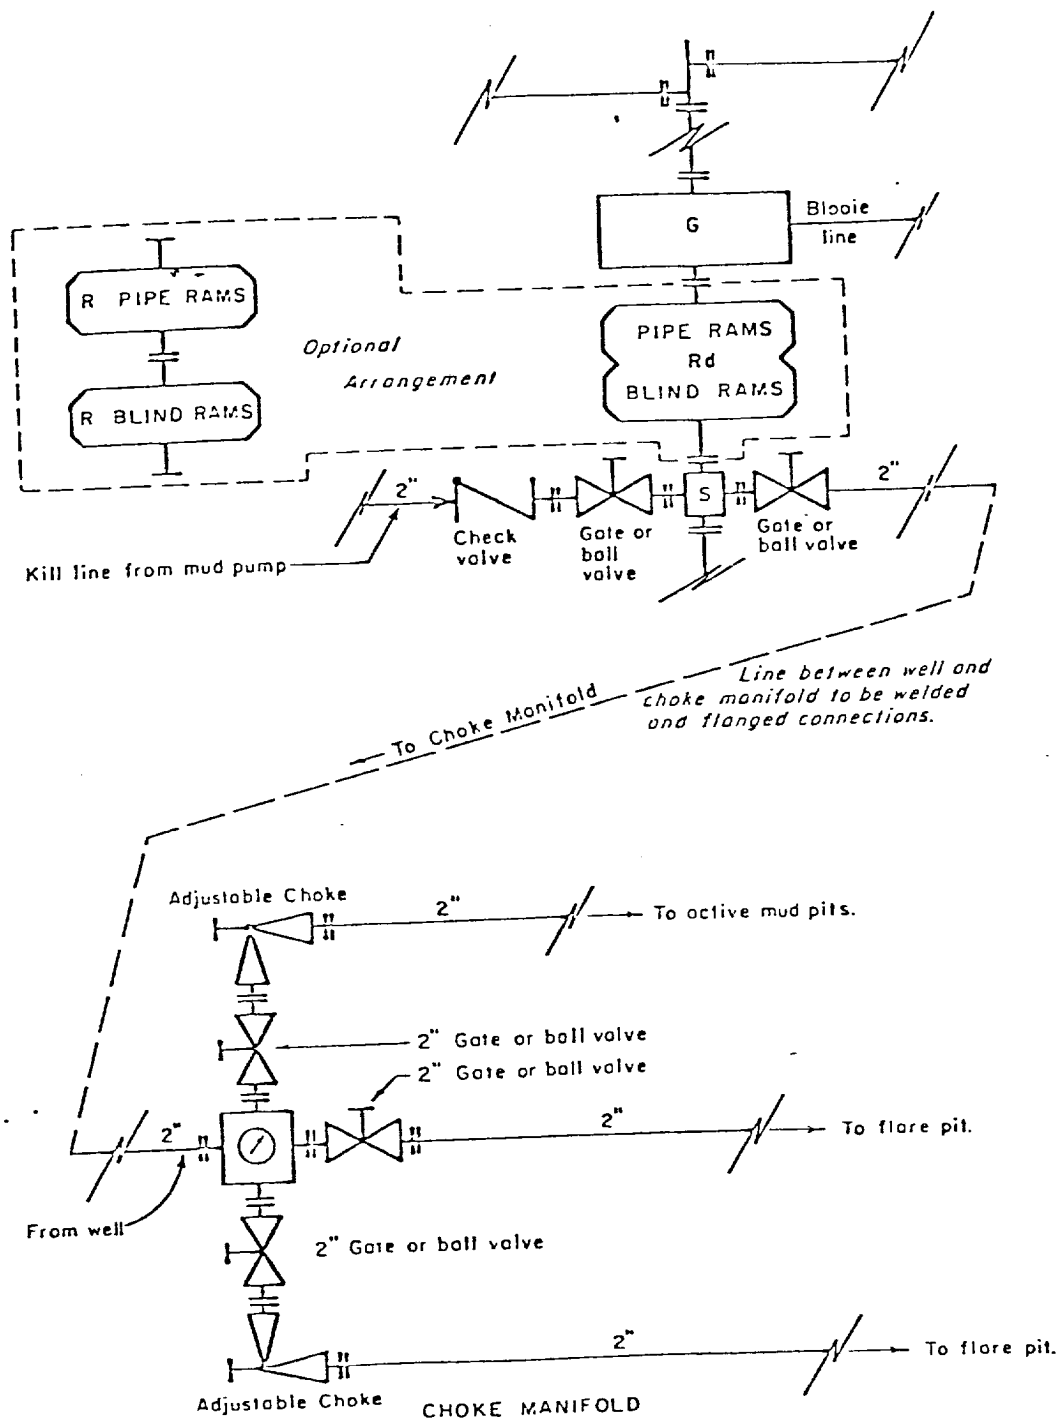 G
Blooie
line
R PIPE RAMS
R BLIND RAMS
Optional
Arrangement
PIPE RAMS
Rd
BLIND RAMS
2"
Check
valve
Gate or
ball
valve
S
Gate or
ball valve
2"
Kill line from mud pump
Line between well and
choke manifold to be welded
and flanged connections.
To Choke Manifold
Adjustable Choke
2"
To active mud pits.
2" Gate or ball valve
2" Gate or ball valve
2"
2"
To flare pit.
From well
2" Gate or ball valve
2"
To flare pit.
Adjustable Choke
CHOKE MANIFOLD